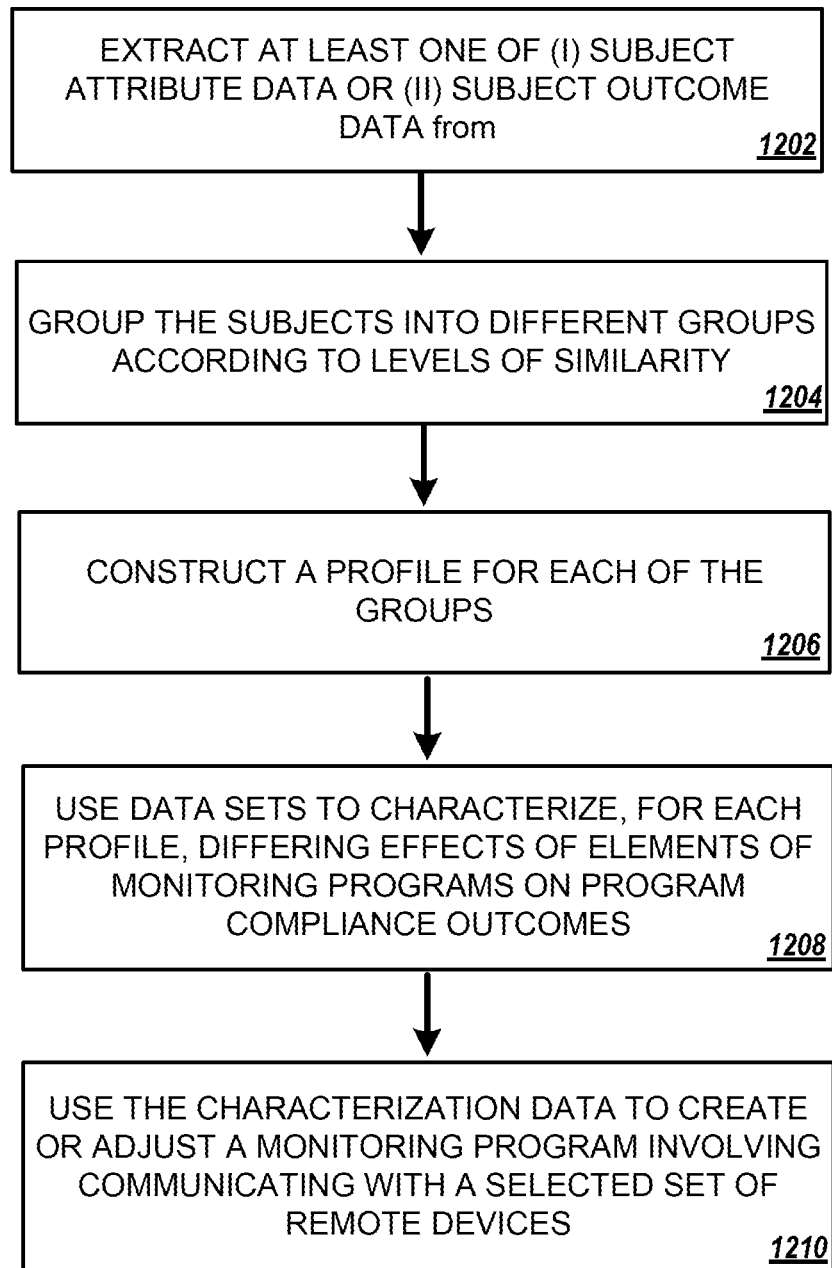 EXTRACT AT LEAST ONE OF (I) SUBJECT
ATTRIBUTE DATA OR (II) SUBJECT OUTCOME
DATA from
1202
GROUP THE SUBJECTS INTO DIFFERENT GROUPS
ACCORDING TO LEVELS OF SIMILARITY
1204
CONSTRUCT A PROFILE FOR EACH OF THE
GROUPS
1206
USE DATA SETS TO CHARACTERIZE, FOR EACH
PROFILE, DIFFERING EFFECTS OF ELEMENTS OF
MONITORING PROGRAMS ON PROGRAM
COMPLIANCE OUTCOMES
1208
USE THE CHARACTERIZATION DATA TO CREATE
OR ADJUST A MONITORING PROGRAM INVOLVING
COMMUNICATING WITH A SELECTED SET OF
REMOTE DEVICES
1210